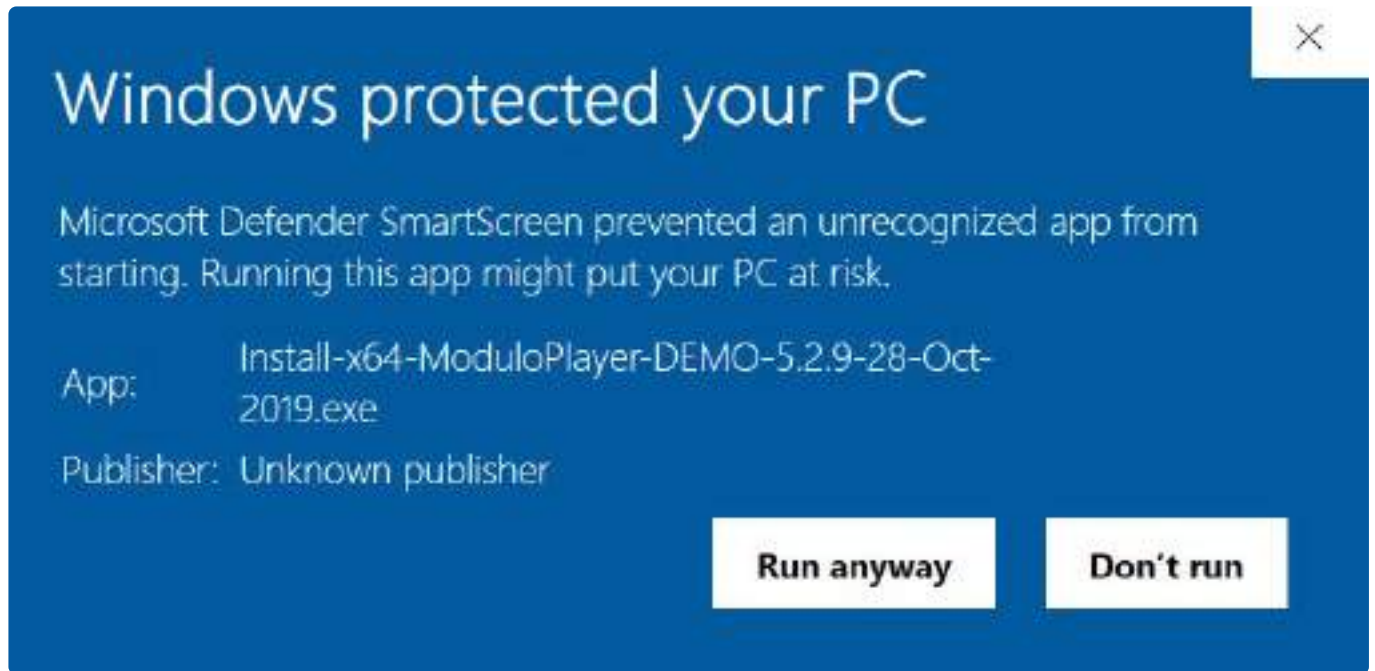 Windows protected your PC
Microsoft Defender SmartScreen prevented an unrecognized app from
starting. Running this app might put your PC at risk.
App:
Install-x64-ModuloPlayer-DEMO-5.2.9-28-Oct-
2019.exe
Publisher: Unknown publisher
Run anyway
Don't run